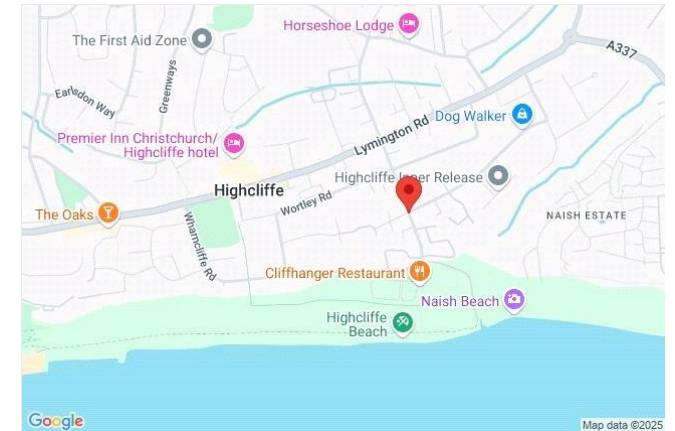 Horseshoe Lodge
The First Aid Zone
A337
Earlsdon Way
Greenways
Dog Walker
Lymington Rd
Premier Inn Christchurch/
Highcliffe hotel
Highcliffe Inner Release
Highcliffe
Wortley Rd
The Oaks
NAISH ESTATE
Wharncliffe Rd
Cliffhanger Restaurant
Naish Beach
Highcliffe
Beach
Google
Map data ©2025